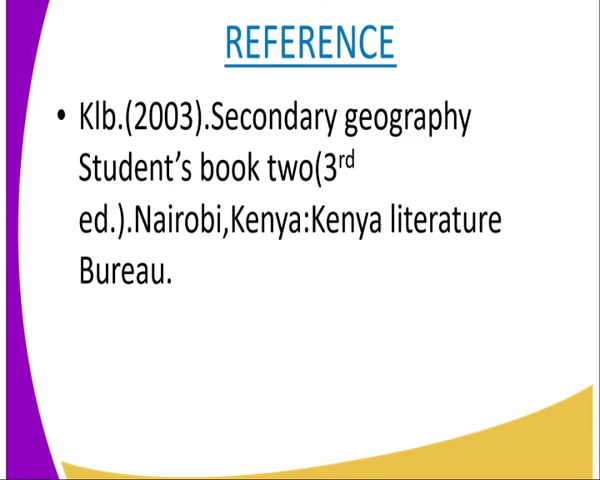 REFERENCE
• Klb.(2003).Secondary geography
Student’s book two(3rd
ed.).Nairobi,Kenya:Kenya literature
Bureau.